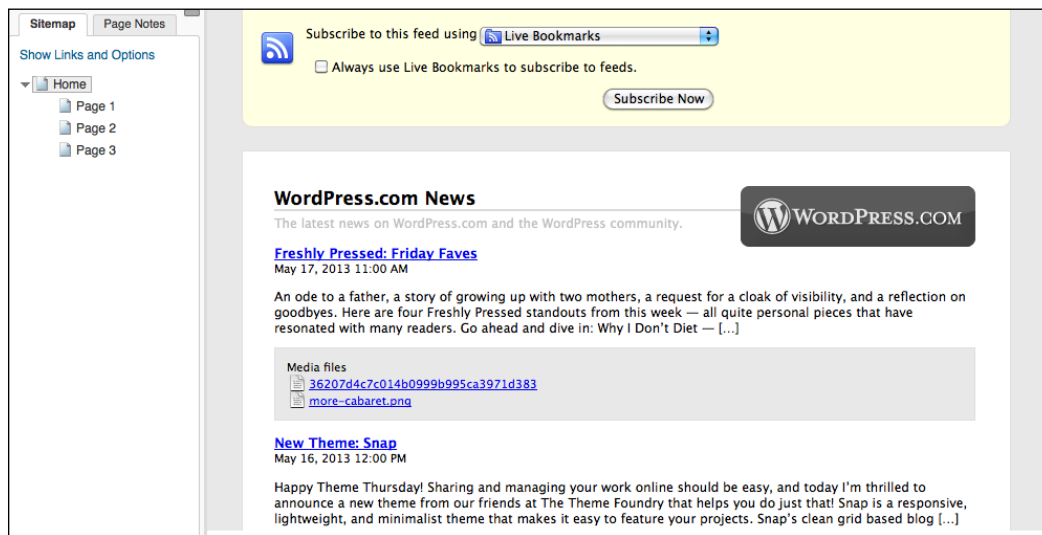 Sitemap
Page Notes
Show Links and Options
Home
Page 1
Page 2
Page 3
Subscribe to this feed using
Live Bookmarks
Always use Live Bookmarks to subscribe to feeds.
Subscribe Now
WordPress.com News
The latest news on WordPress.com and the WordPress community.
WORDPRESS.COM
Freshly Pressed: Friday Faves
May 17, 2013 11:00 AM
An ode to a father, a story of growing up with two mothers, a request for a cloak of visibility, and a reflection on
goodbyes. Here are four Freshly Pressed standouts from this week — all quite personal pieces that have
resonated with many readers. Go ahead and dive in: Why I Don't Diet — [...]
Media files
36207d4c7c014b0999b995ca3971d383
more-cabaret.png
New Theme: Snap
May 16, 2013 12:00 PM
Happy Theme Thursday! Sharing and managing your work online should be easy, and today I'm thrilled to
announce a new theme from our friends at The Theme Foundry that helps you do just that! Snap is a responsive,
lightweight, and minimalist theme that makes it easy to feature your projects. Snap's clean grid based blog [...]